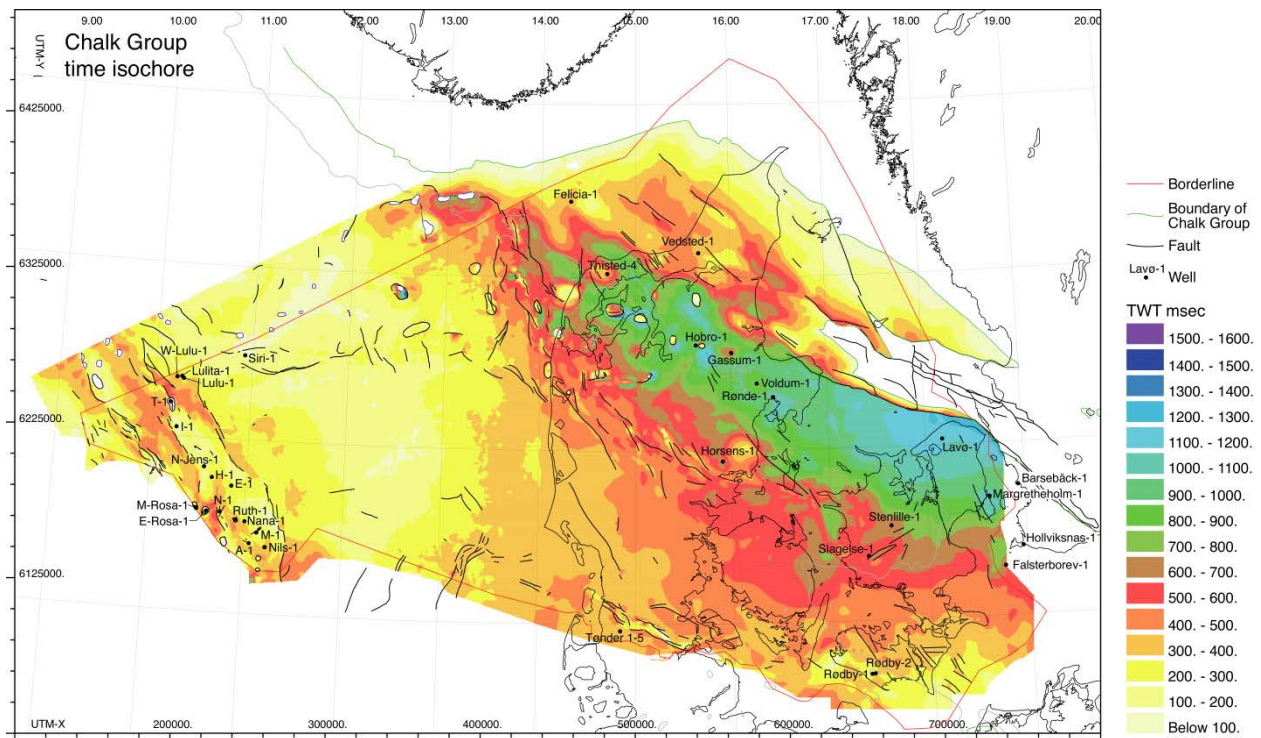 9.00 10.00 11.00 12.00 13.00 14.00 15.00 16.00 17.00 18.00 19.00 20.00
Chalk Group
time isochore
UTM-Y
6425000.
6325000.
6225000.
6125000.
Felicia-1
Vedsted-1
Thisted-4
W-Lulu-1
Siri-1
Lulita-1
Lulu-1
Hobro-1
Gassum-1
T-1
Voldum-1
Rønde-1
I-1
Lavø-1
N-Jens-1
Horsens-1
H-1
E-1
Barsebäck-1
Margretheholm-1
M-Rosa-1
N-1
E-Rosa-1
Ruth-1
Nana-1
M-1
A-1
Nils-1
Stenlille-1
Slagelse-1
Hollviksnas-1
Falsterborev-1
Tønder 1-5
Rødby-2
Rødby-1
UTM-X 200000. 300000. 400000. 500000. 600000. 700000.
Borderline
Boundary of
Chalk Group
Fault
Lavø-1
Well
TWT msec
1500. - 1600.
1400. - 1500.
1300. - 1400.
1200. - 1300.
1100. - 1200.
1000. - 1100.
900. - 1000.
800. - 900.
700. - 800.
600. - 700.
500. - 600.
400. - 500.
300. - 400.
200. - 300.
100. - 200.
Below 100.